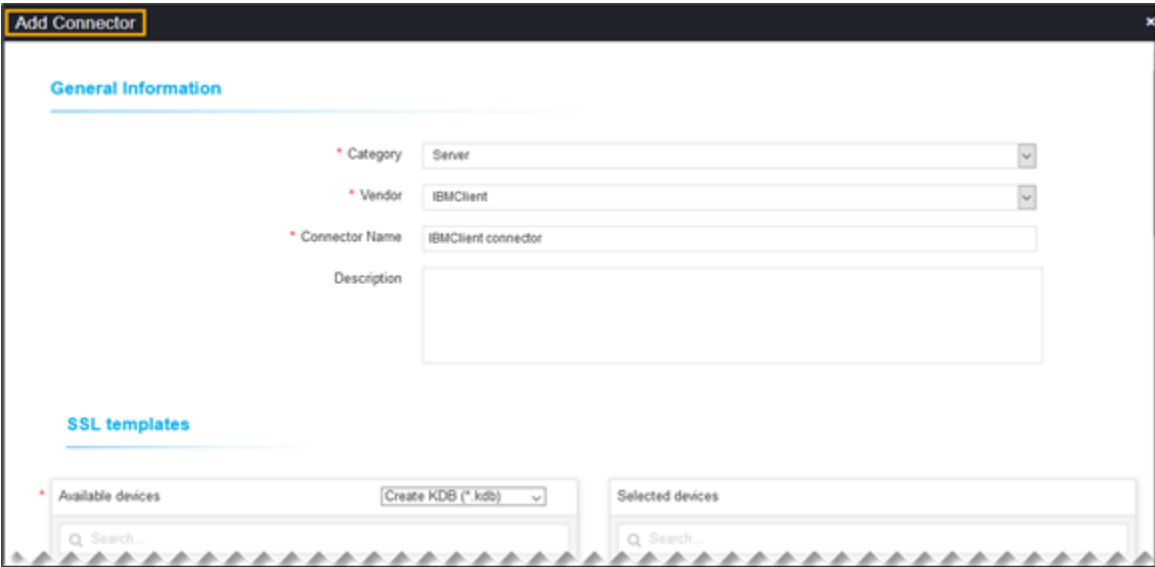 Add Connector ×
General Information
* Category Server
* Vendor IBMClient
* Connector Name IBMClient connector
Description
SSL templates
* Available devices Create KDB (*.kdb) Selected devices
Search... Search...